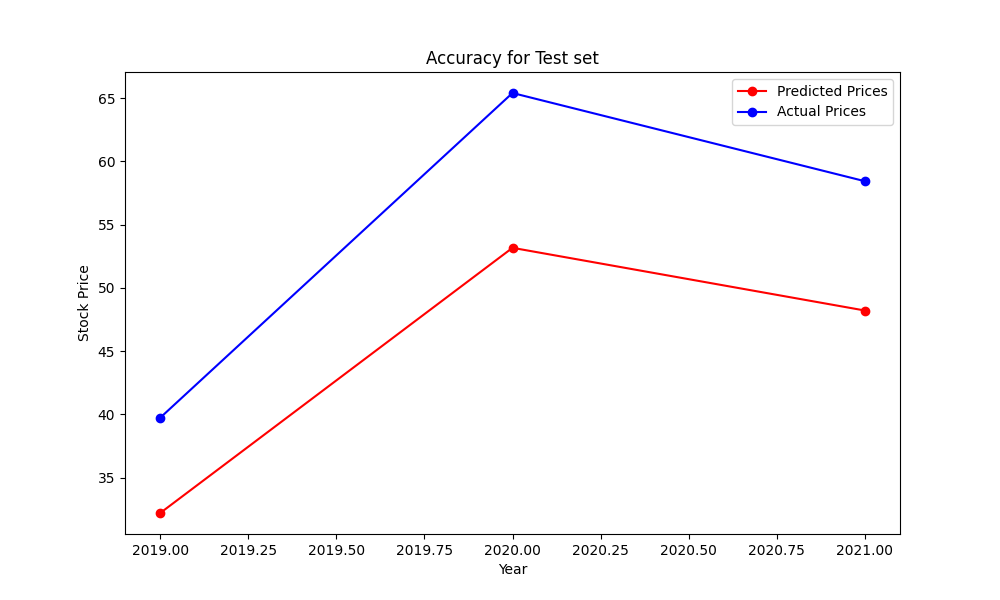 Accuracy for Test set
Predicted Prices
Actual Prices
65
60
55
50
45
40
35
Stock Price
2019.00 2019.25 2019.50 2019.75 2020.00 2020.25 2020.50 2020.75 2021.00
Year